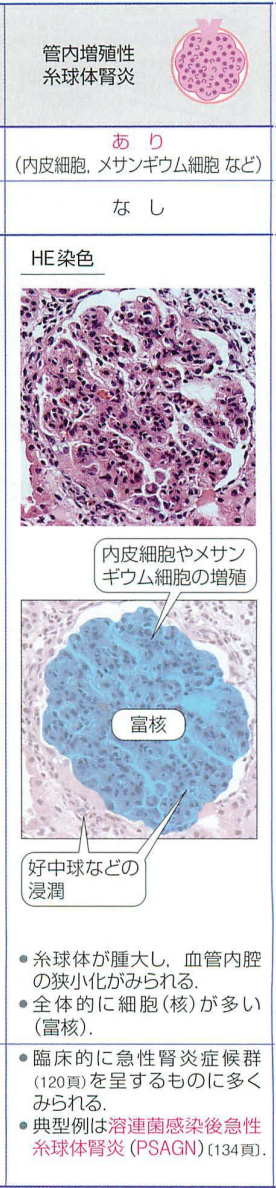 管内増殖性
糸球体腎炎
あ り
(内皮細胞，メサンギウム細胞 など)
な し
HE染色
内皮細胞やメサン
ギウム細胞の増殖
富核
好中球などの
浸潤
●糸球体が腫大し，血管内腔
の狭小化がみられる．
●全体的に細胞(核)が多い
(富核)．
●臨床的に急性腎炎症候群
(120頁)を呈するものに多く
みられる．
●典型例は溶連菌感染後急性
糸球体腎炎(PSAGN)〔134頁〕．